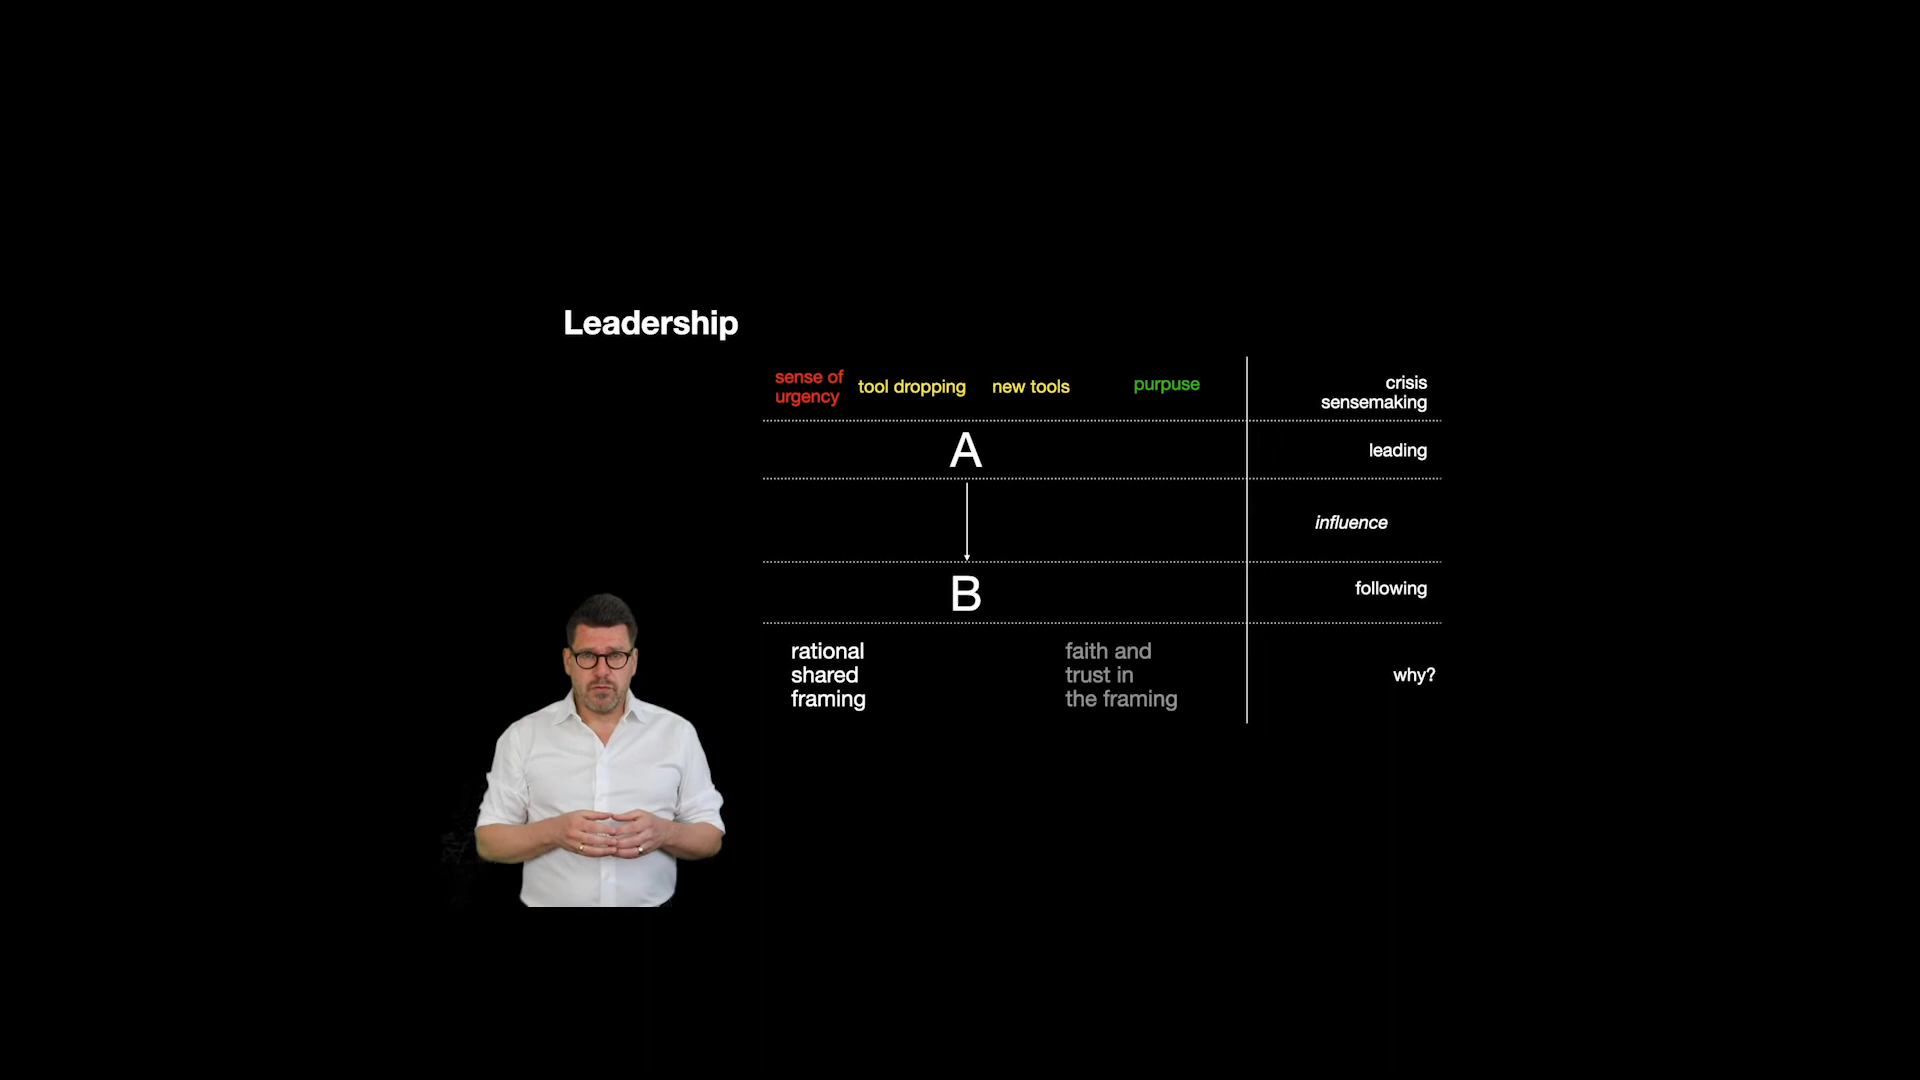 Leadership
sense of
urgency
tool dropping
new tools
purpuse
crisis
sensemaking
A
leading
influence
B
following
rational
shared
framing
faith and
trust in
the framing
why?